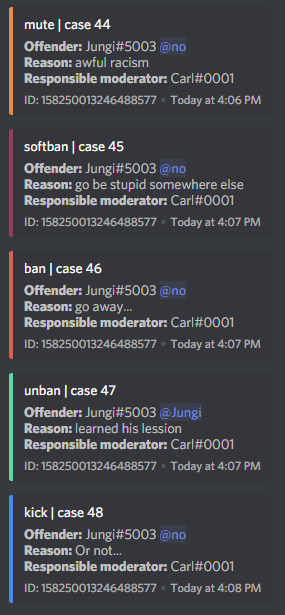 mute | case 44
Offender: Jungi#5003 @no
Reason: awful racism
Responsible moderator: Carl#0001
ID: 158250013246488577 • Today at 4:06 PM
softban | case 45
Offender: Jungi#5003 @no
Reason: go be stupid somewhere else
Responsible moderator: Carl#0001
ID: 158250013246488577 • Today at 4:07 PM
ban | case 46
Offender: Jungi#5003 @no
Reason: go away...
Responsible moderator: Carl#0001
ID: 158250013246488577 • Today at 4:07 PM
unban | case 47
Offender: Jungi#5003 @Jungi
Reason: learned his lession
Responsible moderator: Carl#0001
ID: 158250013246488577 • Today at 4:07 PM
kick | case 48
Offender: Jungi#5003 @no
Reason: Or not...
Responsible moderator: Carl#0001
ID: 158250013246488577 • Today at 4:08 PM